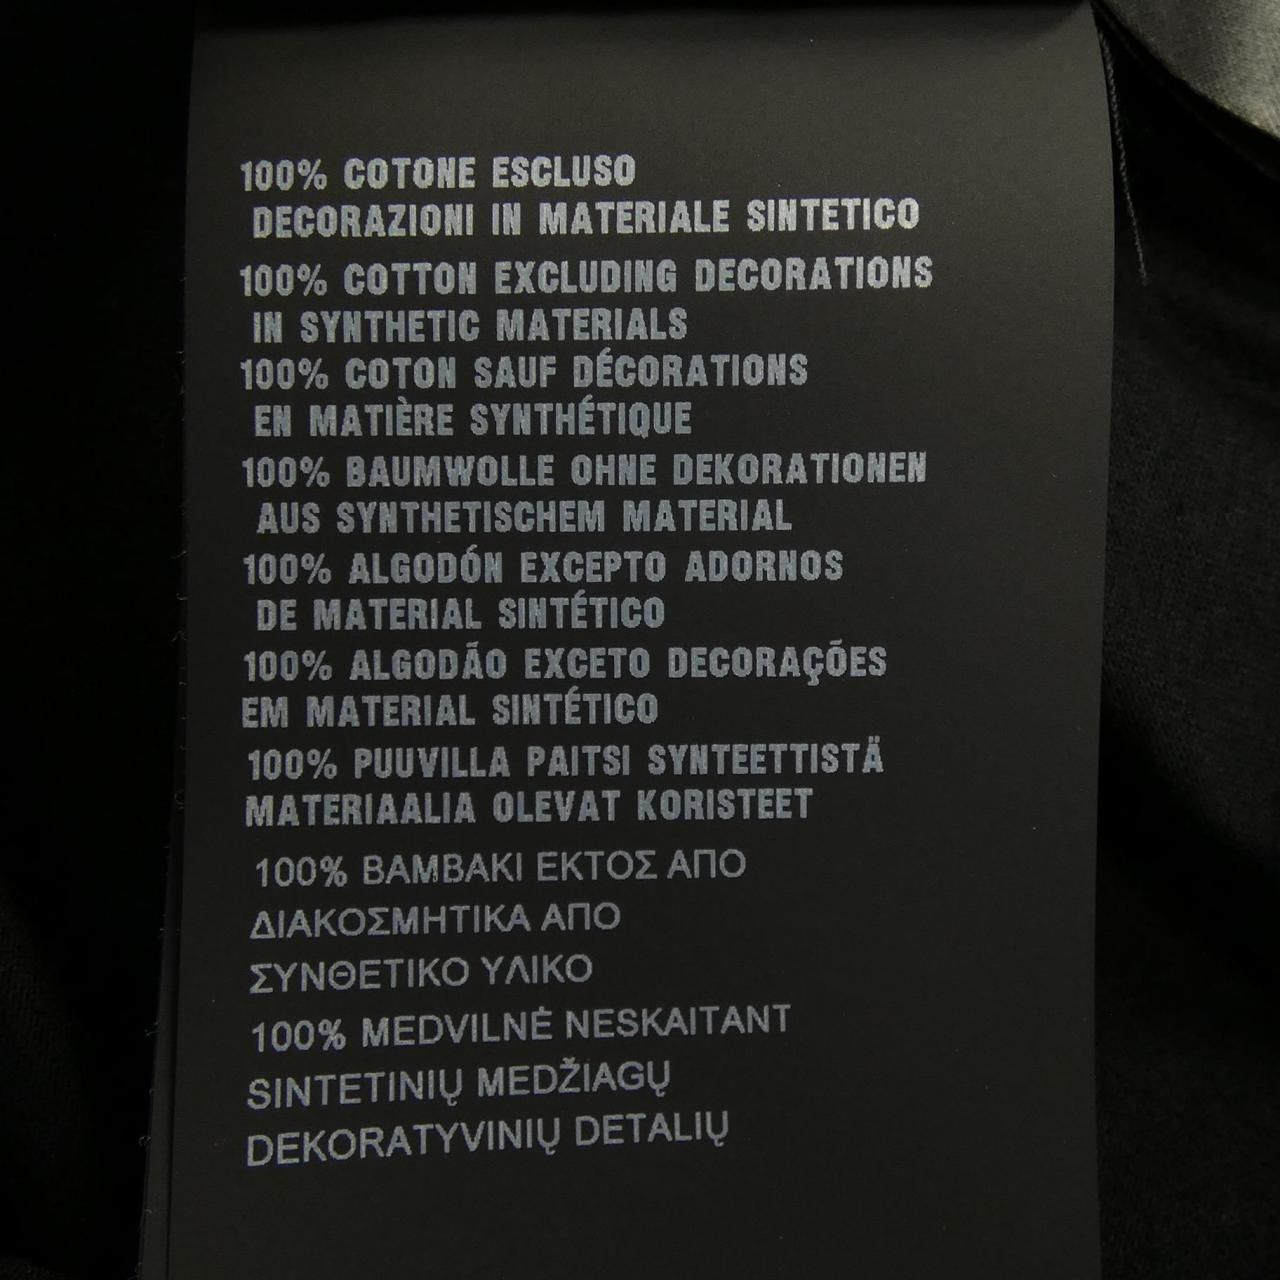 100% COTONE ESCLUSO
DECORAZIONI IN MATERIALE SINTETICO
100% COTTON EXCLUDING DECORATIONS
IN SYNTHETIC MATERIALS
100% COTON SAUF DÉCORATIONS
EN MATIÈRE SYNTHÉTIQUE
100% BAUMWOLLE OHNE DEKORATIONEN
AUS SYNTHETISCHEM MATERIAL
100% ALGODÓN EXCEPTO ADORNOS
DE MATERIAL SINTÉTICO
100% ALGODÃO EXCETO DECORAÇÕES
EM MATERIAL SINTÉTICO
100% PUUVILLA PAITSI SYNTEETTISTÄ
MATERIAALIA OLEVAT KORISTEET
100% ΒΑΜΒΑΚΙ ΕΚΤΟΣ ΑΠΟ
ΔΙΑΚΟΣΜΗΤΙΚΑ ΑΠΟ
ΣΥΝΘΕΤΙΚΟ ΥΛΙΚΟ
100% MEDVILNĖ NESKAITANT
SINTETINIŲ MEDŽIAGŲ
DEKORATYVINIŲ DETALIŲ